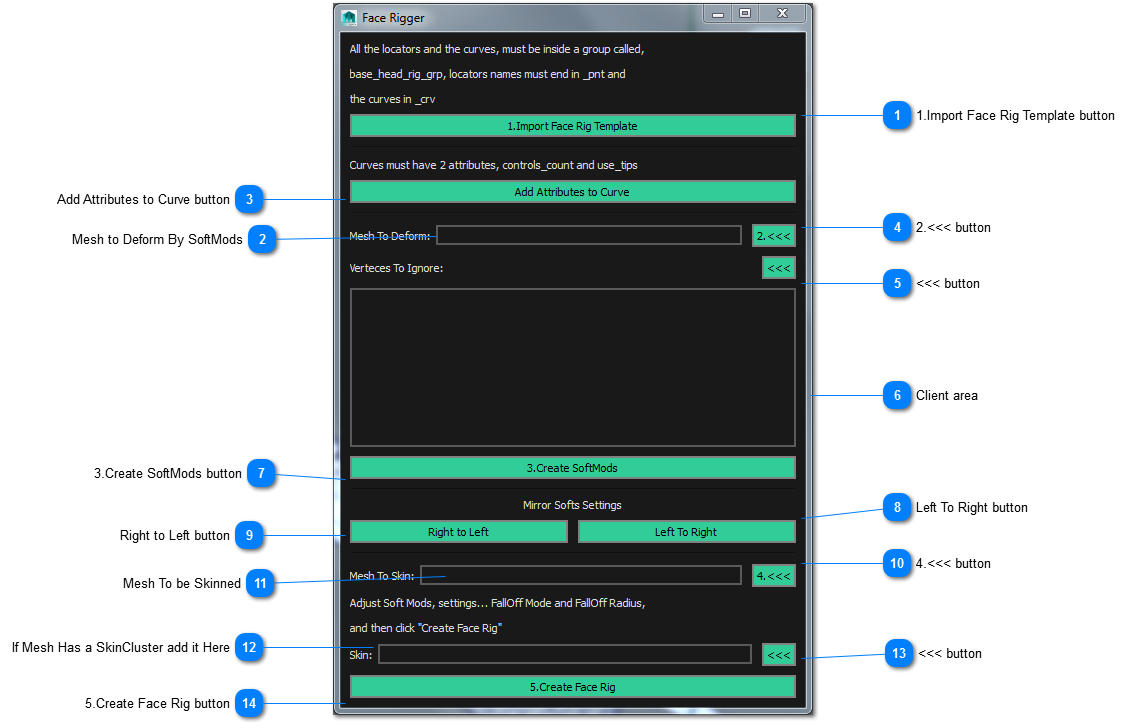 Face Rigger
All the locators and the curves, must be inside a group called,
base_head_rig_grp, locators names must end in _pnt and
the curves in _crv
1.Import Face Rig Template
1 1.Import Face Rig Template button
Curves must have 2 attributes, controls_count and use_tips
Add Attributes to Curve
Add Attributes to Curve button 3
Mesh to Deform By SoftMods 2
Mesh To Deform:
2.<<<
4 2.<<< button
Verteces To Ignore:
<<<
5 <<< button
6 Client area
3.Create SoftMods
3.Create SoftMods button 7
Mirror Softs Settings
8 Left To Right button
Right to Left
Left To Right
Right to Left button 9
10 4.<<< button
Mesh To be Skinned 11
Mesh To Skin:
4.<<<
Adjust Soft Mods, settings... FallOff Mode and FallOff Radius,
and then click "Create Face Rig"
If Mesh Has a SkinCluster add it Here 12
Skin:
<<<
13 <<< button
5.Create Face Rig
5.Create Face Rig button 14